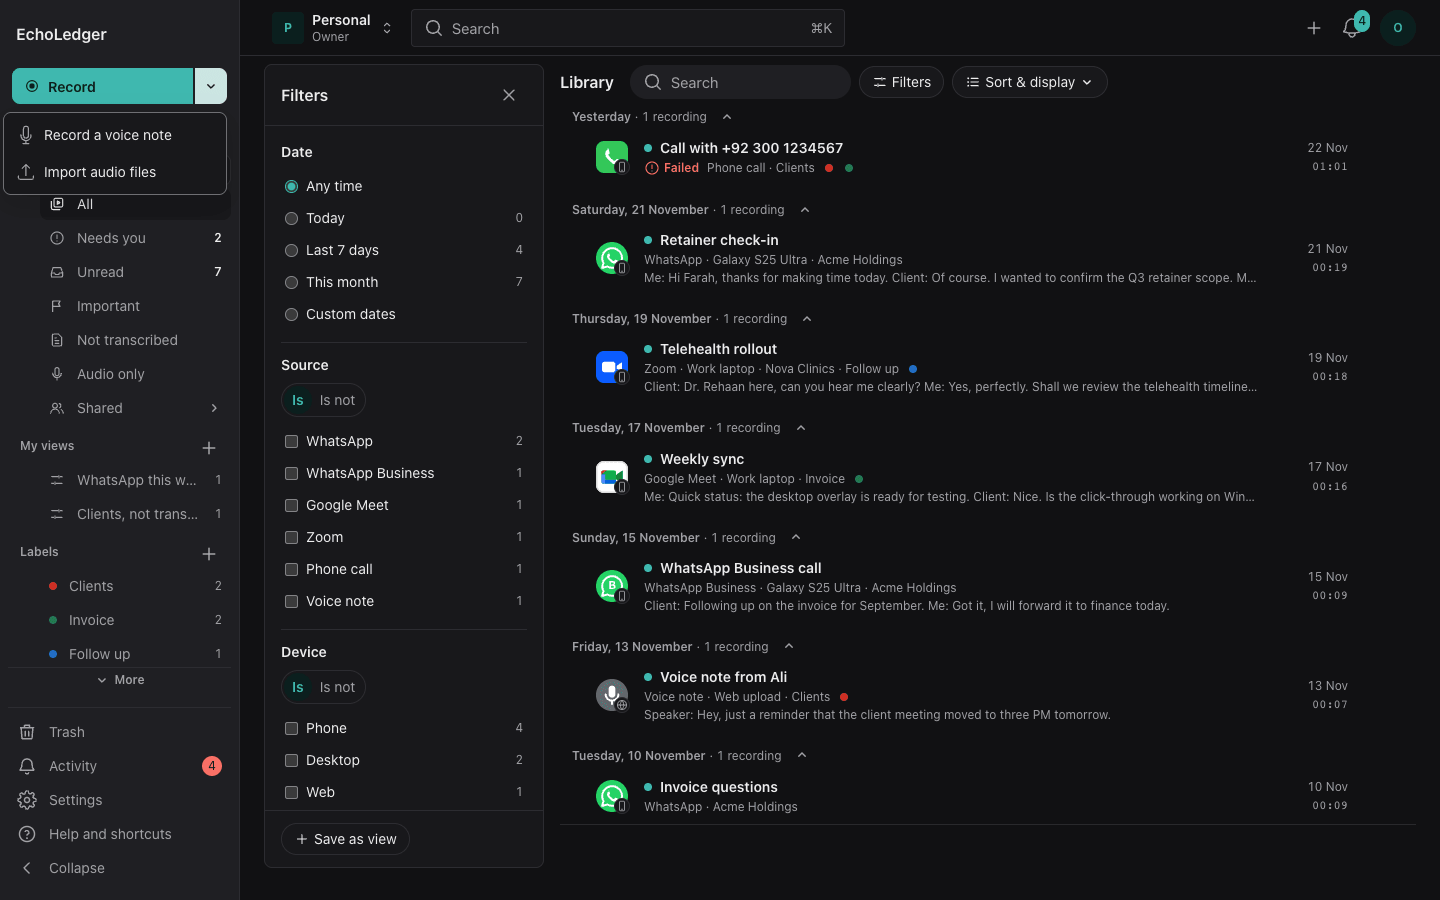 EchoLedger
Record
Record a voice note
Import audio files
All
Needs you 2
Unread 7
Important
Not transcribed
Audio only
Shared
My views
WhatsApp this w... 1
Clients, not trans... 1
Labels
Clients 2
Invoice 2
Follow up 1
More
Trash
Activity 4
Settings
Help and shortcuts
Collapse
P Personal
Owner
Search ⌘K
4
O
Filters
Date
Any time
Today 0
Last 7 days 4
This month 7
Custom dates
Source
Is Is not
WhatsApp 2
WhatsApp Business 1
Google Meet 1
Zoom 1
Phone call 1
Voice note 1
Device
Is Is not
Phone 4
Desktop 2
Web 1
Save as view
Library Search Filters Sort & display
Yesterday · 1 recording
Call with +92 300 1234567 22 Nov
Failed Phone call · Clients 01:01
Saturday, 21 November · 1 recording
Retainer check-in 21 Nov
WhatsApp · Galaxy S25 Ultra · Acme Holdings 00:19
Me: Hi Farah, thanks for making time today. Client: Of course. I wanted to confirm the Q3 retainer scope. M...
Thursday, 19 November · 1 recording
Telehealth rollout 19 Nov
Zoom · Work laptop · Nova Clinics · Follow up 00:18
Client: Dr. Rehaan here, can you hear me clearly? Me: Yes, perfectly. Shall we review the telehealth timeline...
Tuesday, 17 November · 1 recording
Weekly sync 17 Nov
Google Meet · Work laptop · Invoice 00:16
Me: Quick status: the desktop overlay is ready for testing. Client: Nice. Is the click-through working on Win...
Sunday, 15 November · 1 recording
WhatsApp Business call 15 Nov
WhatsApp Business · Galaxy S25 Ultra · Acme Holdings 00:09
Client: Following up on the invoice for September. Me: Got it, I will forward it to finance today.
Friday, 13 November · 1 recording
Voice note from Ali 13 Nov
Voice note · Web upload · Clients 00:07
Speaker: Hey, just a reminder that the client meeting moved to three PM tomorrow.
Tuesday, 10 November · 1 recording
Invoice questions 10 Nov
WhatsApp · Acme Holdings 00:09